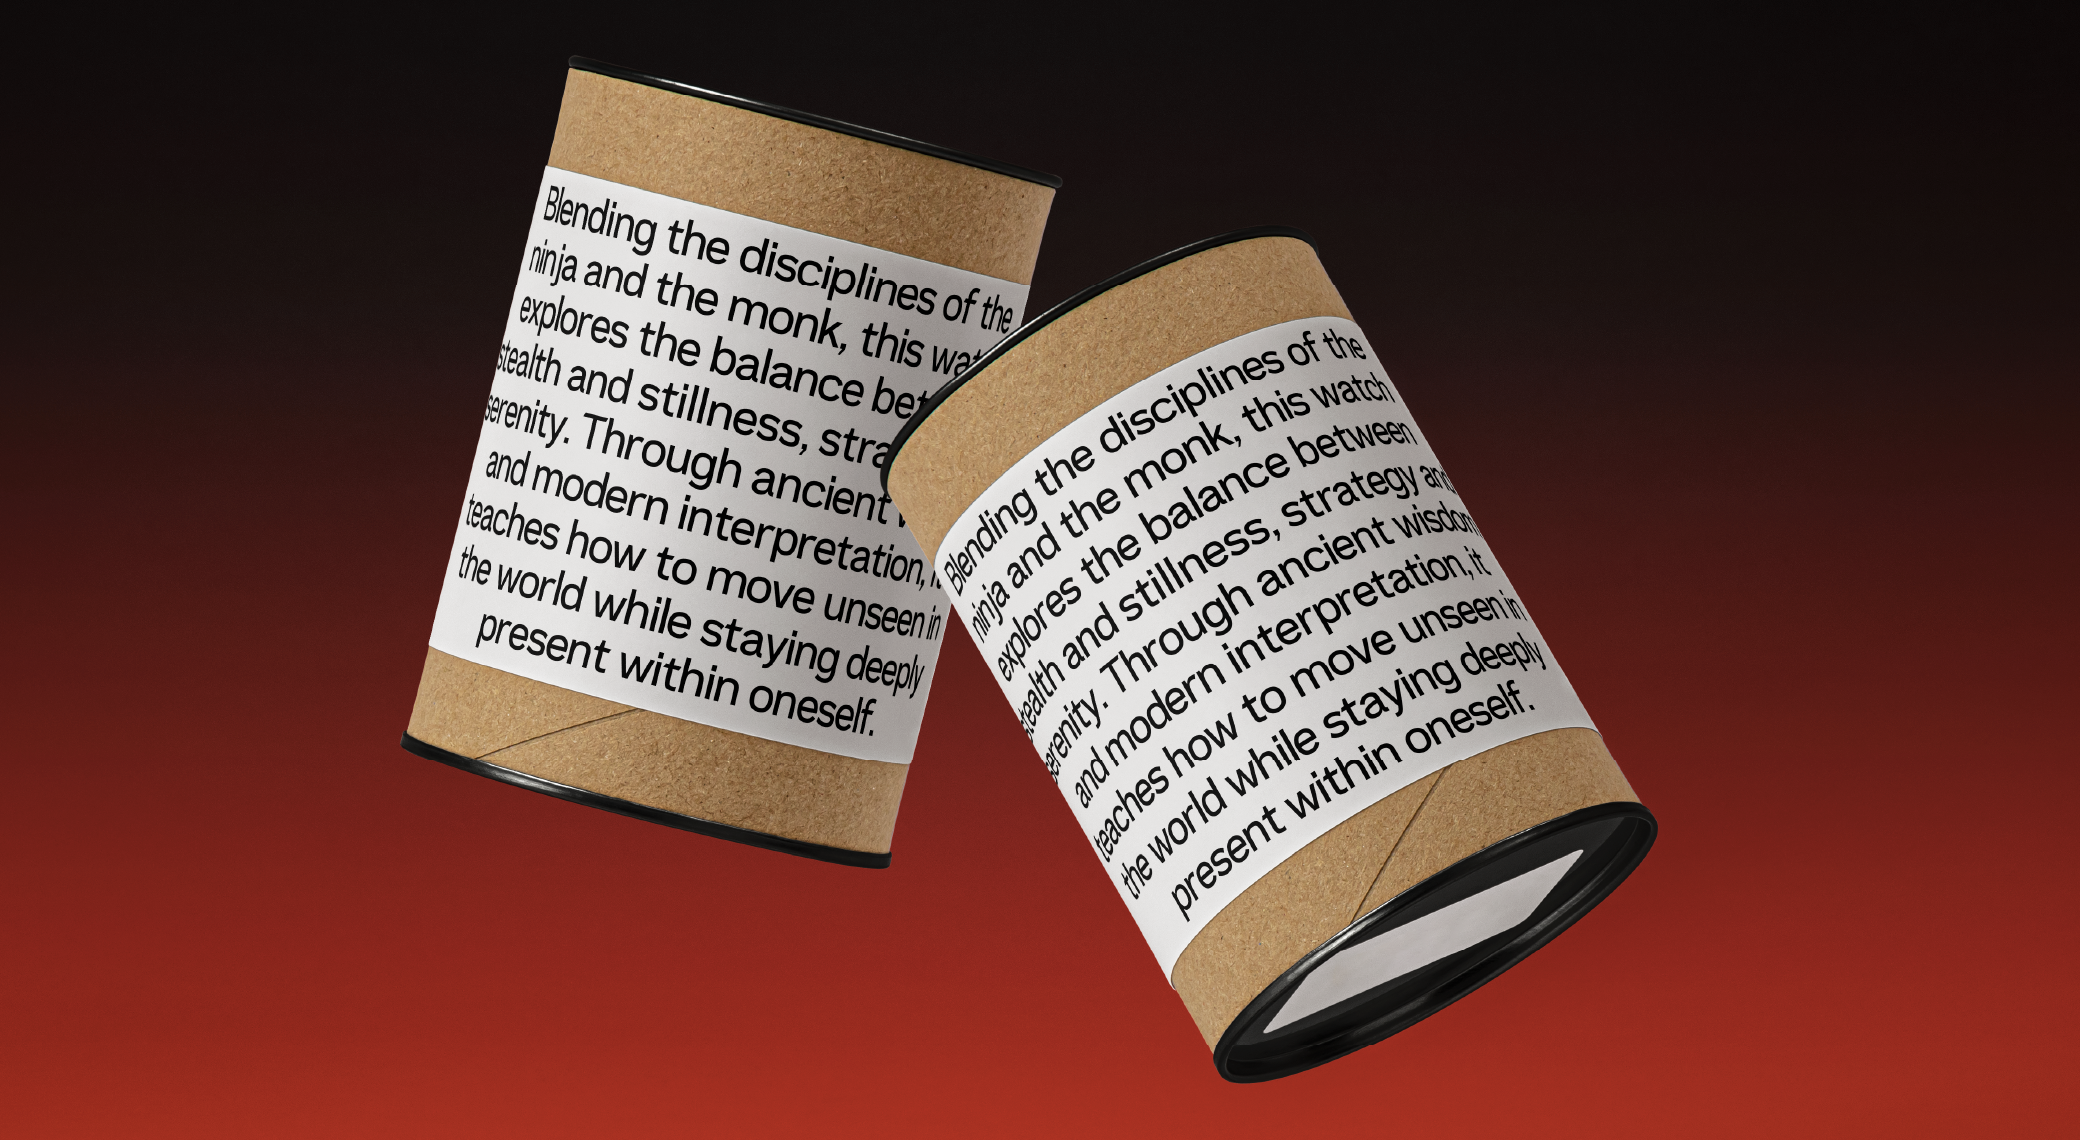 Blending the disciplines of the
ninja and the monk, this
explores the balance
stealth and stillness,
serenity. Through ancient
and modern interpretation,
teaches how to move unseen in
the world while staying deeply
present within oneself.
Blending the disciplines of the
ninja and the monk, this watch
explores the balance between
stealth and stillness, strategy and
serenity. Through ancient wisdom
and modern interpretation, it
teaches how to move unseen in
the world while staying deeply
present within oneself.